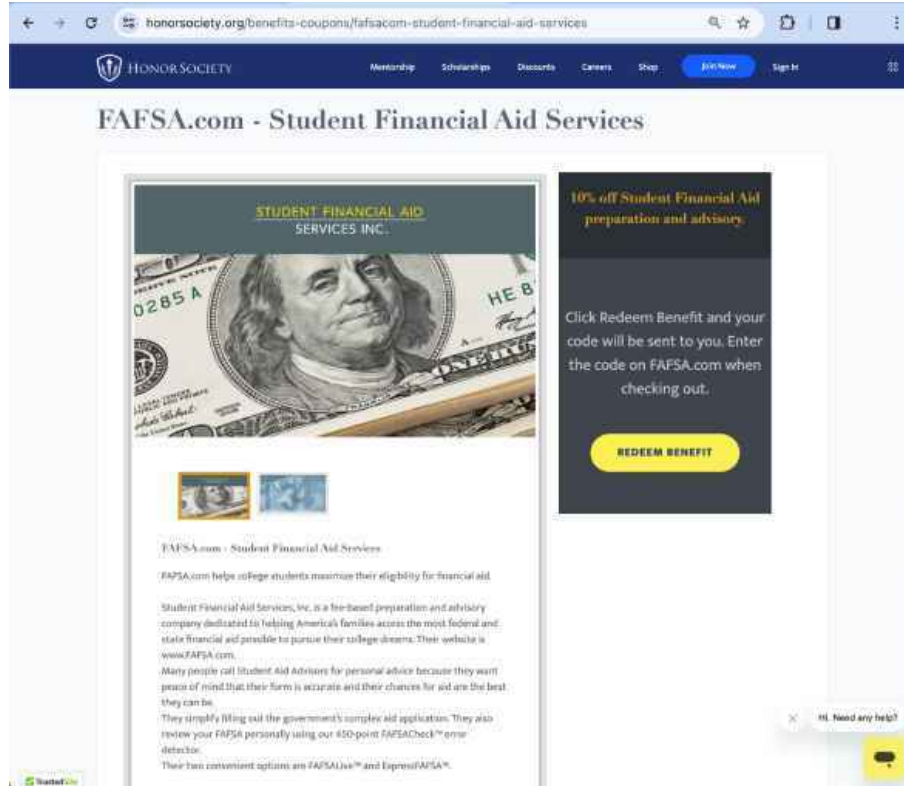 honorsociety.org/benefits-coupons/fafsacom-student-financial-aid-services
HONOR SOCIETY
Mentorship Scholarships Discounts Careers Shop Join Now Sign In
FAFSA.com - Student Financial Aid Services
STUDENT FINANCIAL AID
SERVICES INC.
0285 A
HE B
10% off Student Financial Aid
preparation and advisory.
Click Redeem Benefit and your
code will be sent to you. Enter
the code on FAFSA.com when
checking out.
REDEEM BENEFIT
FAFSA.com - Student Financial Aid Services
FAFSA.com helps college students maximize their eligibility for financial aid.
Student Financial Aid Services, Inc. is a fee-based preparation and advisory
company dedicated to helping America's families access the most federal and
state financial aid possible to pursue their college dreams. Their website is
www.FAFSA.com.
Many people call Student Aid Advisors for personal advice because they want
peace of mind that their form is accurate and their chances for aid are the best
they can be.
They simplify filling out the government's complex aid application. They also
review your FAFSA personally using our 450-point FAFSACheck™ error
detector.
Their two convenient options are FAFSALive™ and ExpressFAFSA™.
Hi. Need any help?
TrustedSite